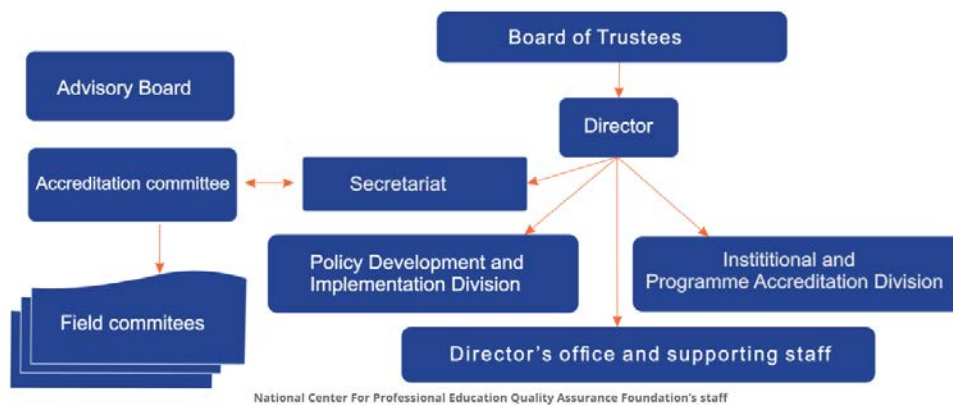 Board of Trustees
Advisory Board
Director
Accreditation committee
Secretariat
Policy Development and
Implementation Division
Institiional and
Programme Accreditation Division
Field commitees
Director's office and supporting staff
National Center For Professional Education Quality Assurance Foundation's staff